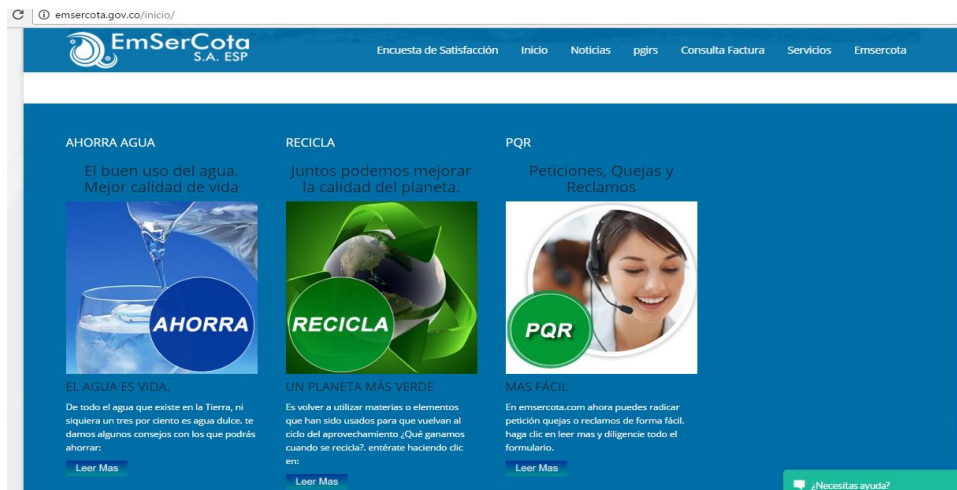 emsercota.gov.co/inicio/
EmSerCota
S.A. ESP
Encuesta de Satisfacción Inicio Noticias pgirs Consulta Factura Servicios Emsercota
AHORRA AGUA
El buen uso del agua.
Mejor calidad de vida
AHORRA
EL AGUA ES VIDA.
De todo el agua que existe en la Tierra, ni
siquiera un tres por ciento es agua dulce. te
damos algunos consejos con los que podrás
ahorrar:
Leer Mas
RECICLA
Juntos podemos mejorar
la calidad del planeta.
RECICLA
UN PLANETA MÁS VERDE
Es volver a utilizar materias o elementos
que han sido usados para que vuelvan al
ciclo del aprovechamiento ¿Qué ganamos
cuando se recicla?. entérate haciendo clic
en:
Leer Mas
PQR
Peticiones, Quejas y
Reclamos
PQR
MAS FÁCIL
En emsercota.com ahora puedes radicar
petición quejas o reclamos de forma fácil.
haga clic en leer mas y diligencie todo el
formulario.
Leer Mas
¿Necesitas ayuda?